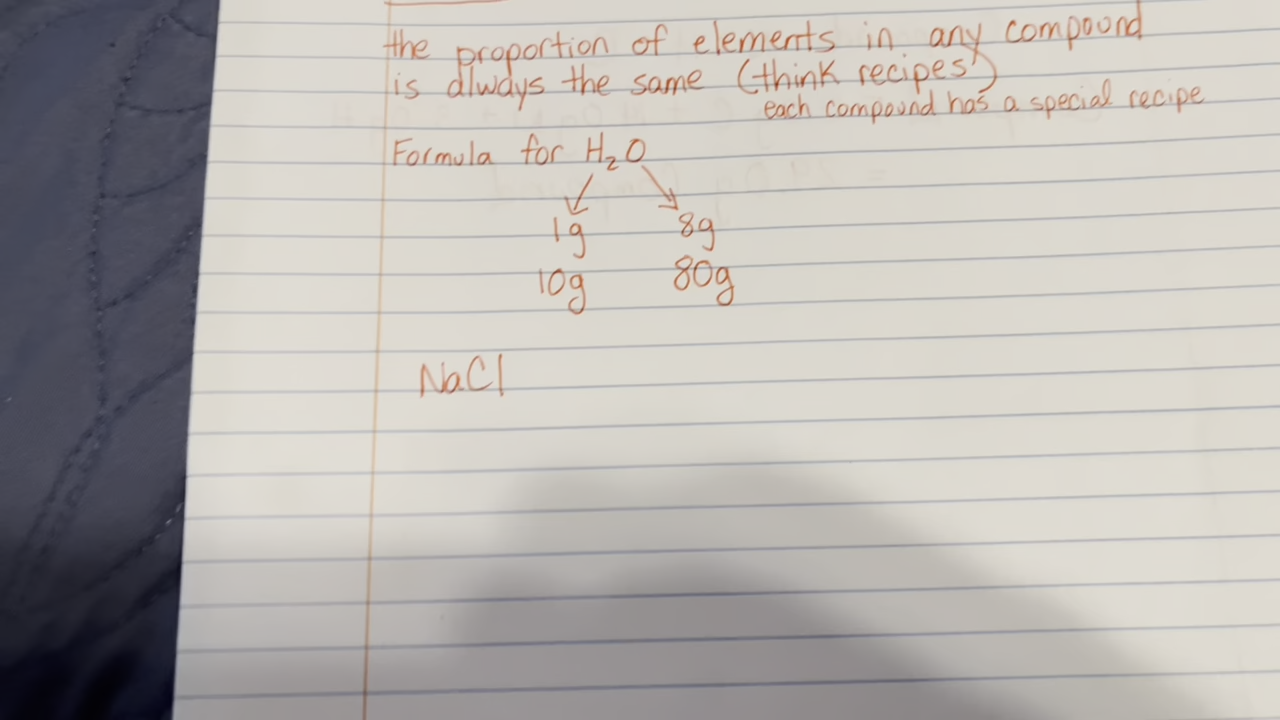 the proportion of elements in any compound
is always the same (think recipes)
each compound has a special recipe
Formula for H₂O
1g 8g
10g 80g
NaCl